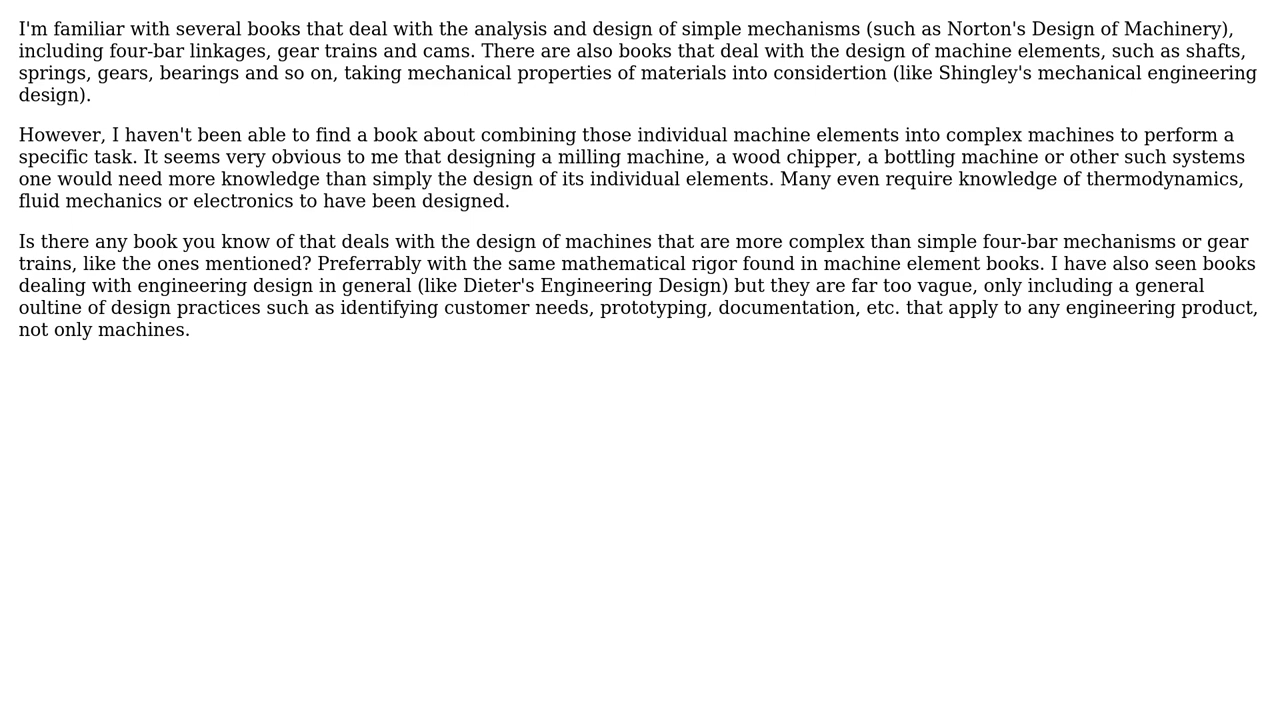 I'm familiar with several books that deal with the analysis and design of simple mechanisms (such as Norton's Design of Machinery),
including four-bar linkages, gear trains and cams. There are also books that deal with the design of machine elements, such as shafts,
springs, gears, bearings and so on, taking mechanical properties of materials into considertion (like Shingley's mechanical engineering
design).
However, I haven't been able to find a book about combining those individual machine elements into complex machines to perform a
specific task. It seems very obvious to me that designing a milling machine, a wood chipper, a bottling machine or other such systems
one would need more knowledge than simply the design of its individual elements. Many even require knowledge of thermodynamics,
fluid mechanics or electronics to have been designed.
Is there any book you know of that deals with the design of machines that are more complex than simple four-bar mechanisms or gear
trains, like the ones mentioned? Preferrably with the same mathematical rigor found in machine element books. I have also seen books
dealing with engineering design in general (like Dieter's Engineering Design) but they are far too vague, only including a general
oultine of design practices such as identifying customer needs, prototyping, documentation, etc. that apply to any engineering product,
not only machines.